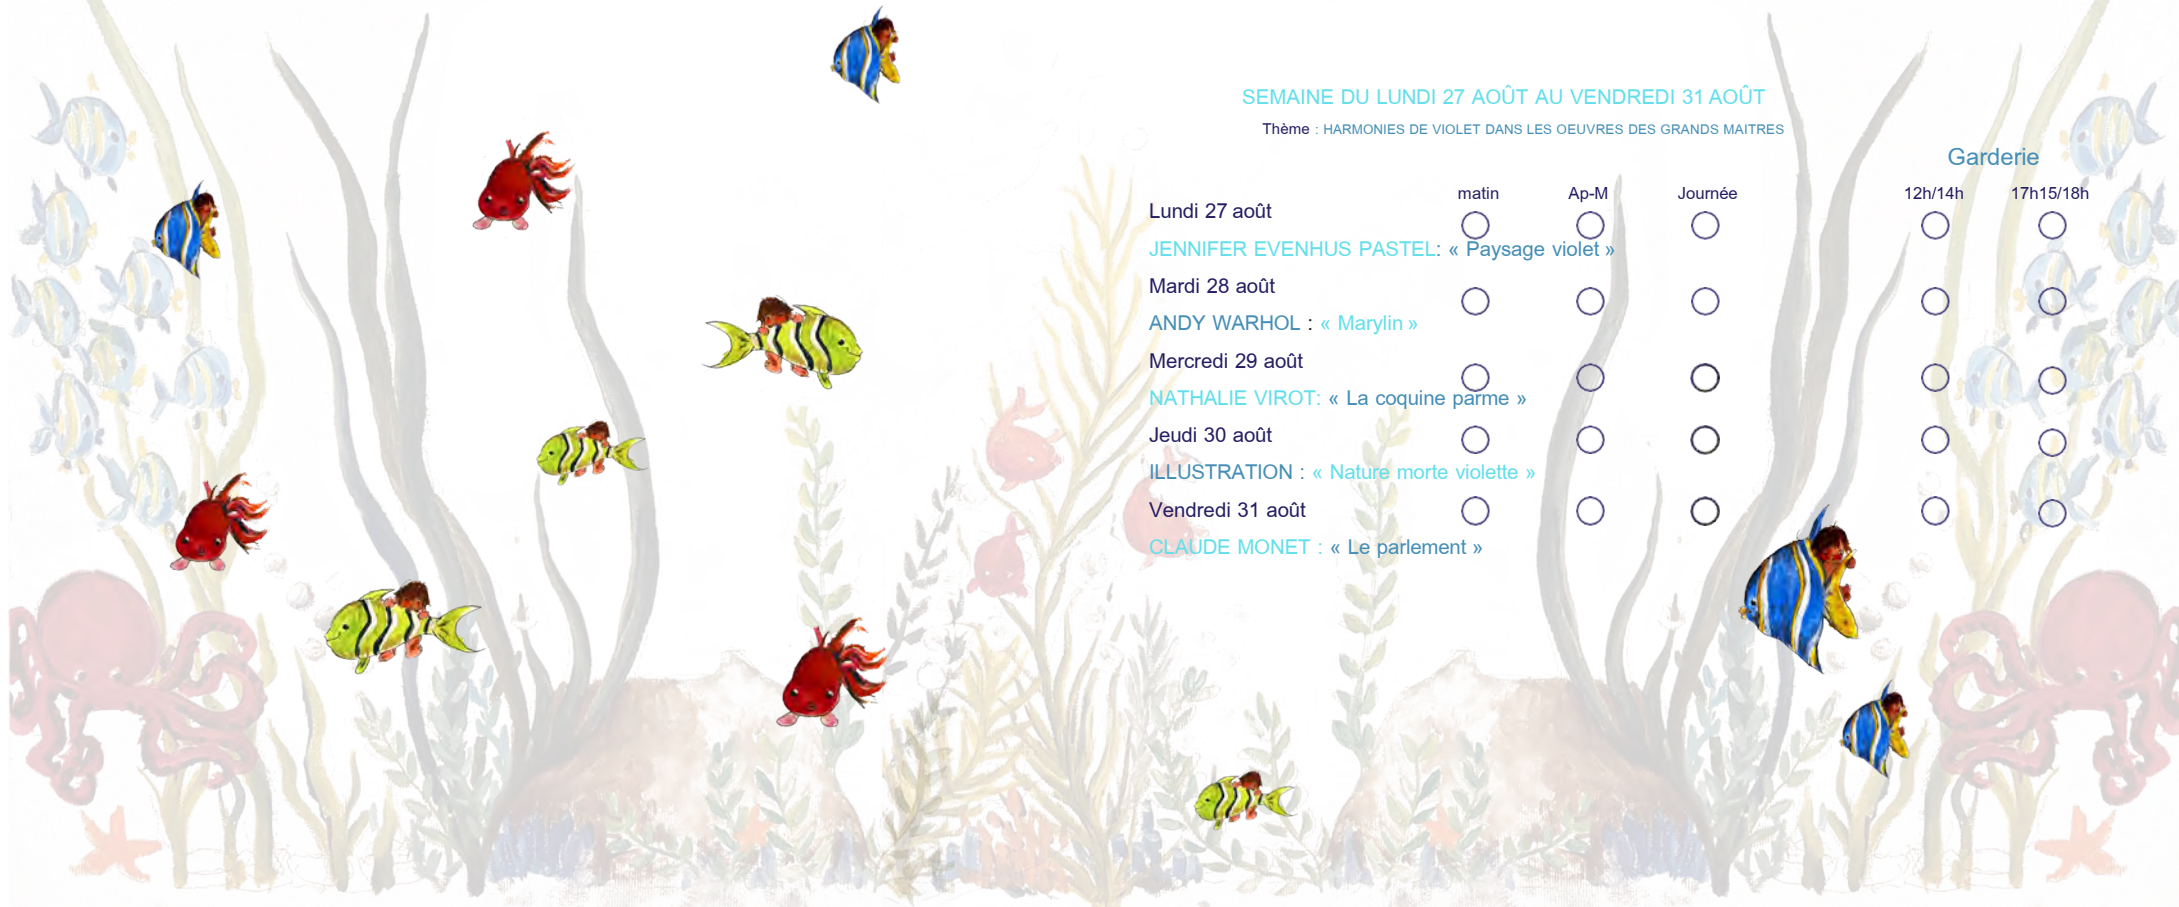 SEMAINE DU LUNDI 27 AOÛT AU VENDREDI 31 AOÛT
Thème : HARMONIES DE VIOLET DANS LES OEUVRES DES GRANDS MAITRES
Garderie
matin Ap-M Journée 12h/14h 17h15/18h
Lundi 27 août
JENNIFER EVENHUS PASTEL: « Paysage violet »
Mardi 28 août
ANDY WARHOL : « Marylin »
Mercredi 29 août
NATHALIE VIROT: « La coquine parme »
Jeudi 30 août
ILLUSTRATION : « Nature morte violette »
Vendredi 31 août
CLAUDE MONET : « Le parlement »